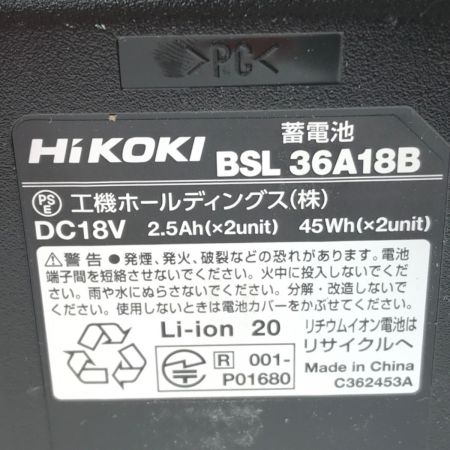 >PC<
HiKOKI
蓄電池
BSL 36A18B
PS E 工機ホールディングス(株)
DC18V 2.5Ah(×2unit) 45Wh(×2unit)
⚠警告 ●発煙、発火、破裂などの恐れがあります。電池
端子間を短絡させないでください。火中に投入しないでくだ
さい。雨や水にぬらさないでください。分解・改造しないで
ください。使用しないときは電池カバーをかぶせてください。
Li-ion 20
リチウムイオン電池は
リサイクルへ
R 001-
P01680
Made in China
C362453A